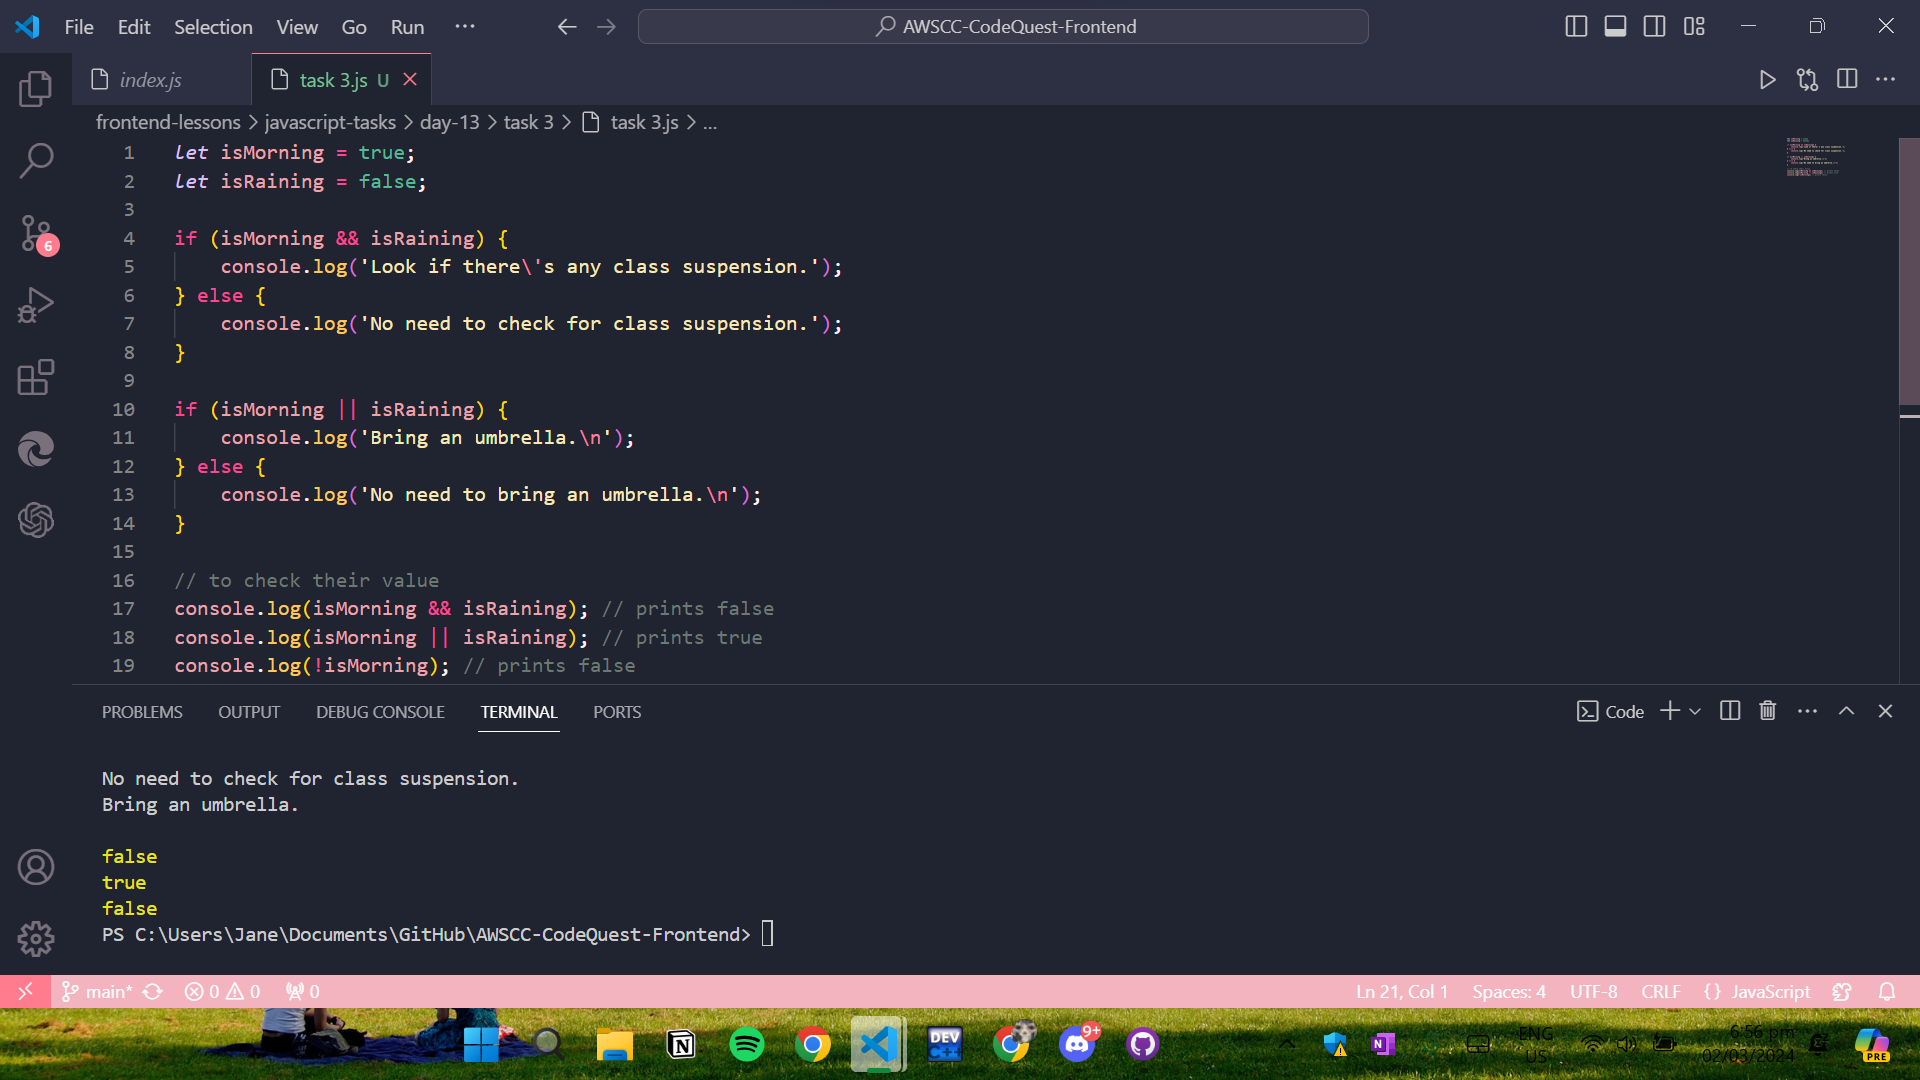 File Edit Selection View Go Run ...
AWSCC-CodeQuest-Frontend
index.js
task 3.js U
frontend-lessons > javascript-tasks > day-13 > task 3 > task 3.js > ...
1 let isMorning = true;
2 let isRaining = false;
3
4 if (isMorning && isRaining) {
5 console.log('Look if there\'s any class suspension.');
6 } else {
7 console.log('No need to check for class suspension.');
8 }
9
10 if (isMorning || isRaining) {
11 console.log('Bring an umbrella.\n');
12 } else {
13 console.log('No need to bring an umbrella.\n');
14 }
15
16 // to check their value
17 console.log(isMorning && isRaining); // prints false
18 console.log(isMorning || isRaining); // prints true
19 console.log(!isMorning); // prints false
6
PROBLEMS OUTPUT DEBUG CONSOLE TERMINAL PORTS
Code
No need to check for class suspension.
Bring an umbrella.
false
true
false
PS C:\Users\Jane\Documents\GitHub\AWSCC-CodeQuest-Frontend>
main* 0 0 0
Ln 21, Col 1 Spaces: 4 UTF-8 CRLF {} JavaScript
DEV
C++
9+
N
ENG
US
6:56 pm
02/03/2024
PRE